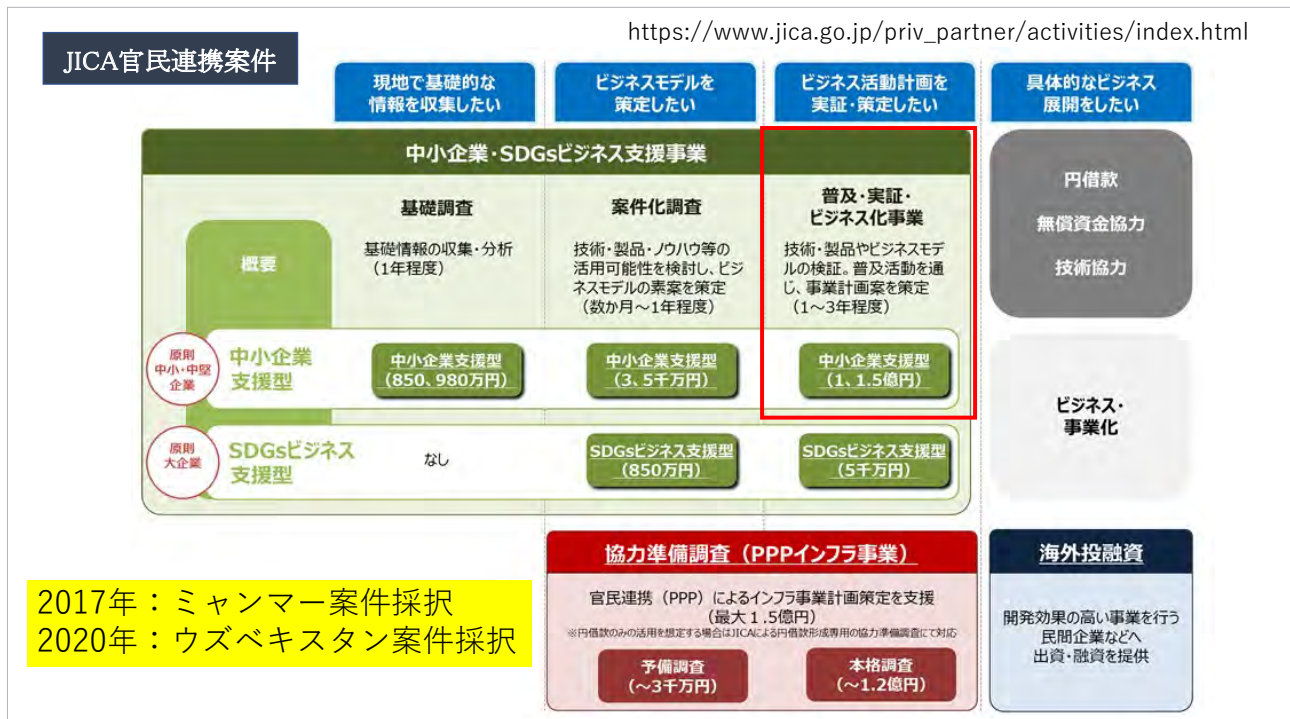 https://www.jica.go.jp/priv_partner/activities/index.html
JICA官民連携案件
現地で基礎的な
情報を収集したい
ビジネスモデルを
策定したい
ビジネス活動計画を
実証・策定したい
具体的なビジネス
展開をしたい
中小企業・SDGsビジネス支援事業
概要
基礎調査
基礎情報の収集・分析
(1年程度)
案件化調査
技術・製品・ノウハウ等の
活用可能性を検討し、ビジ
ネスモデルの素案を策定
(数か月～1年程度)
普及・実証・
ビジネス化事業
技術・製品やビジネスモデ
ルの検証。普及活動を通
じ、事業計画案を策定
(1～3年程度)
円借款
無償資金協力
技術協力
原則
中小・中堅
企業
中小企業
支援型
中小企業支援型
(850、980万円)
中小企業支援型
(3、5千万円)
中小企業支援型
(1、1.5億円)
ビジネス・
事業化
原則
大企業
SDGsビジネス
支援型
なし
SDGsビジネス支援型
(850万円)
SDGsビジネス支援型
(5千万円)
協力準備調査（PPPインフラ事業）
官民連携（PPP）によるインフラ事業計画策定を支援
(最大１.5億円)
※円借款のみの活用を想定する場合はJICAによる円借款形成専用の協力準備調査にて対応
予備調査
(～3千万円)
本格調査
(～1.2億円)
海外投融資
開発効果の高い事業を行う
民間企業などへ
出資・融資を提供
2017年：ミャンマー案件採択
2020年：ウズベキスタン案件採択